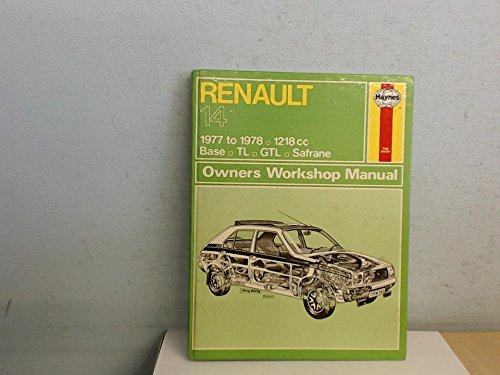 RENAULT
14
Haynes
1977 to 1978 ▫ 1218 cc
Base ▫ TL ▫ GTL ▫ Safrane
Owners Workshop Manual